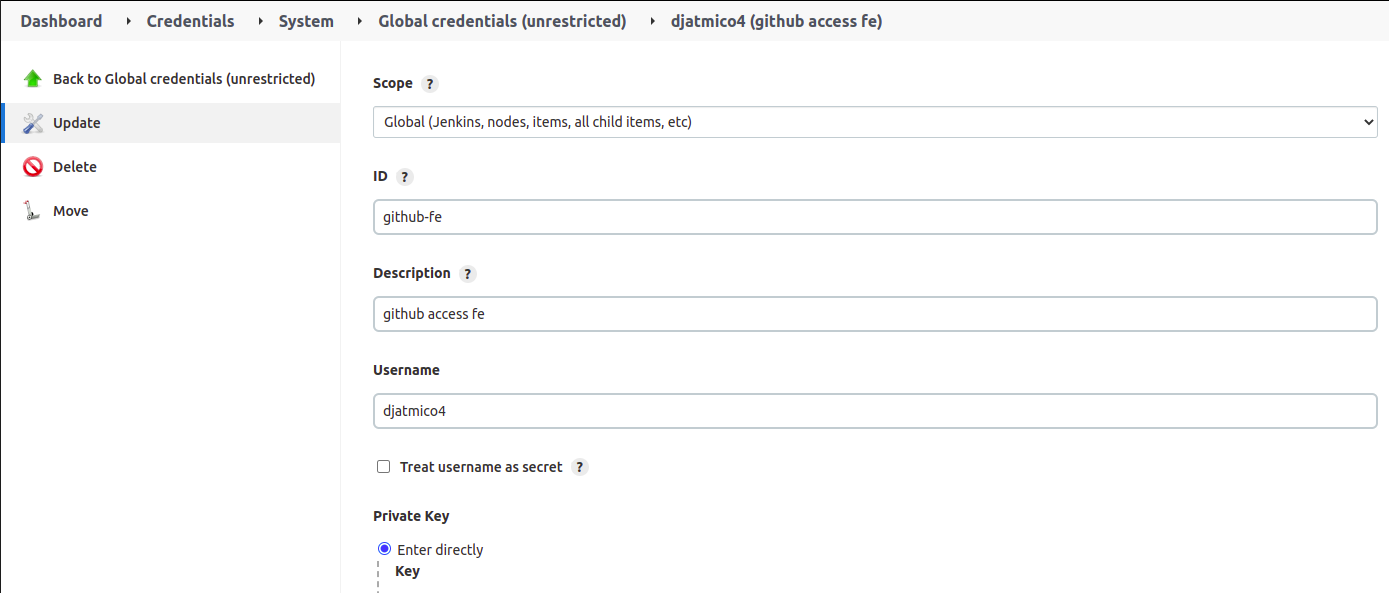 Dashboard Credentials System Global credentials (unrestricted) djatmico4 (github access fe)
Back to Global credentials (unrestricted)
Update
Delete
Move
Scope ?
Global (Jenkins, nodes, items, all child items, etc)
ID ?
github-fe
Description ?
github access fe
Username
djatmico4
Treat username as secret ?
Private Key
Enter directly
Key